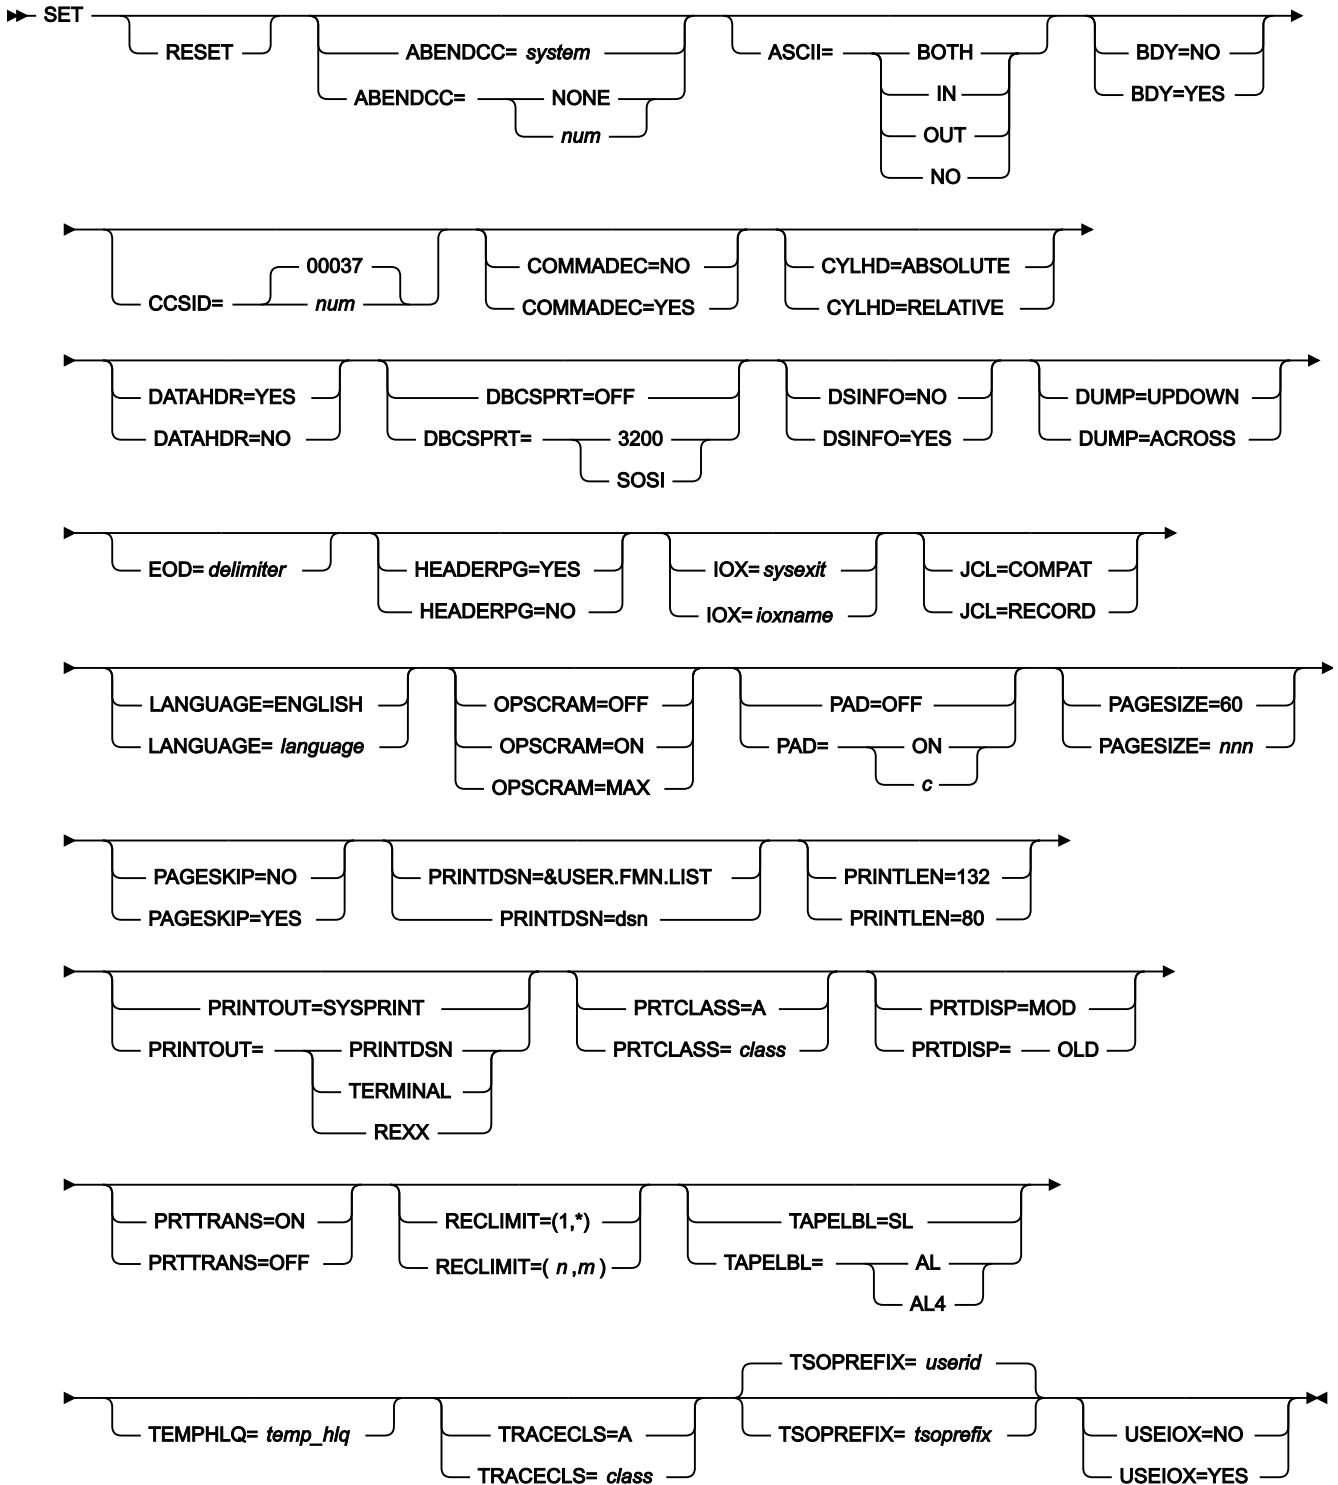 SET
RESET ABENDCC= system ASCII= BOTH BDY=NO
ABENDCC= NONE IN BDY=YES
num OUT
NO
00037 COMMADEC=NO CYLHD=ABSOLUTE
CCSID= num COMMADEC=YES CYLHD=RELATIVE
DATAHDR=YES DBCSPRT=OFF DSINFO=NO DUMP=UPDOWN
DATAHDR=NO DBCSPRT= 3200 DSINFO=YES DUMP=ACROSS
SOSI
EOD= delimiter HEADERPG=YES IOX= sysexit JCL=COMPAT
HEADERPG=NO IOX= ioxname JCL=RECORD
LANGUAGE=ENGLISH OPSCRAM=OFF PAD=OFF PAGESIZE=60
LANGUAGE= language OPSCRAM=ON PAD= ON PAGESIZE= nnn
OPSCRAM=MAX c
PAGESKIP=NO PRINTDSN=&USER.FMN.LIST PRINTLEN=132
PAGESKIP=YES PRINTDSN=dsn PRINTLEN=80
PRINTOUT=SYSPRINT PRTCLASS=A PRTDISP=MOD
PRINTOUT= PRINTDSN PRTCLASS= class PRTDISP= OLD
TERMINAL
REXX
PRTTRANS=ON RECLIMIT=(1,*) TAPELBL=SL
PRTTRANS=OFF RECLIMIT=( n ,m ) TAPELBL= AL
AL4
TSOPREFIX= userid
TEMPHLQ= temp_hlq TRACECLS=A TSOPREFIX= tsoprefix USEIOX=NO
TRACECLS= class USEIOX=YES